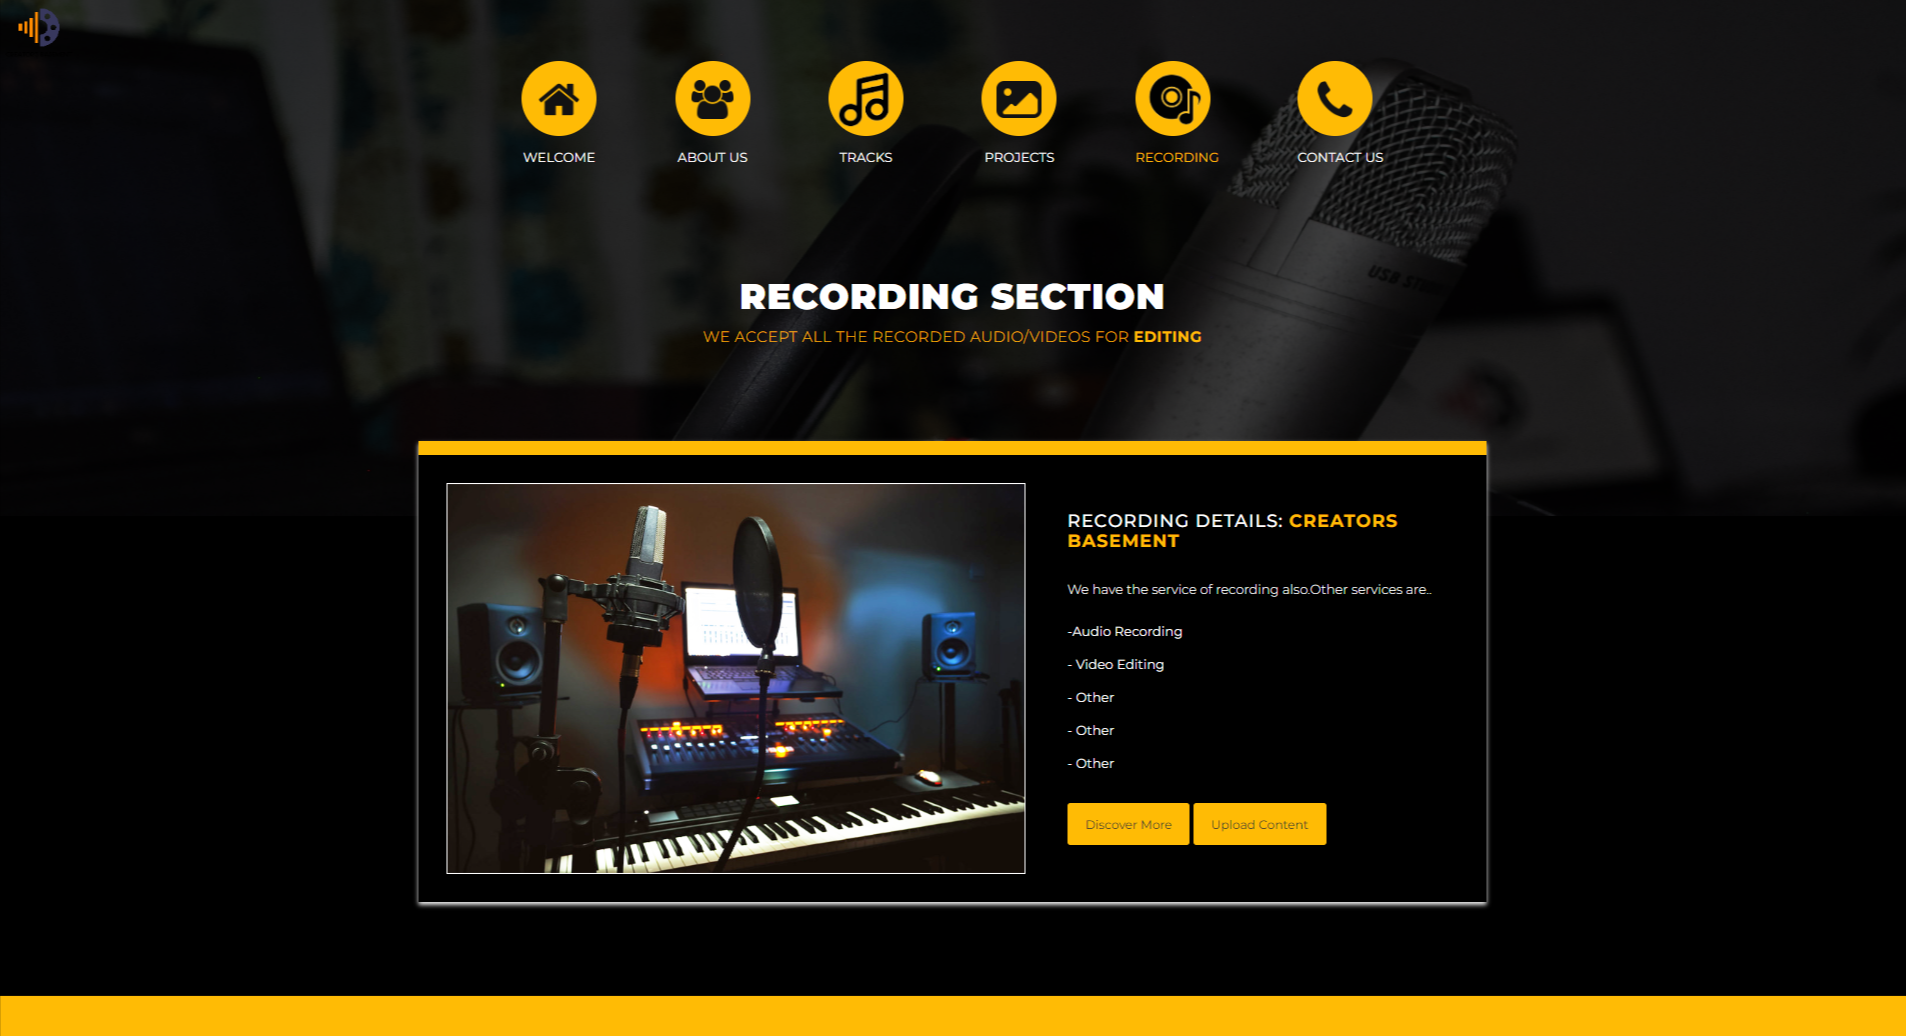 WELCOME
ABOUT US
TRACKS
PROJECTS
RECORDING
CONTACT US
RECORDING SECTION
WE ACCEPT ALL THE RECORDED AUDIO/VIDEOS FOR EDITING
RECORDING DETAILS: CREATORS
BASEMENT
We have the service of recording also.Other services are..
-Audio Recording
- Video Editing
- Other
- Other
- Other
Discover More
Upload Content